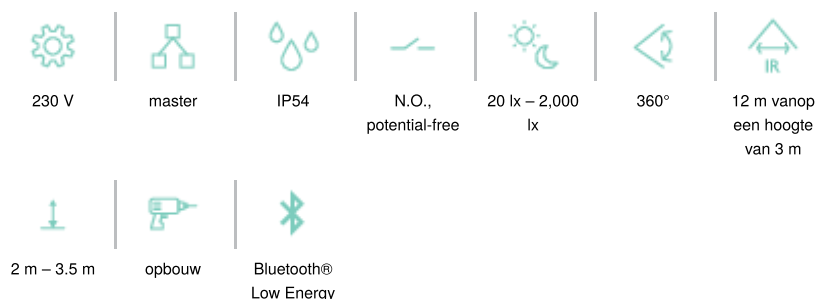 230 V
master
IP54
N.O.,
potential-free
20 lx – 2,000
lx
360°
IR
12 m vanop
een hoogte
van 3 m
2 m – 3.5 m
opbouw
Bluetooth®
Low Energy